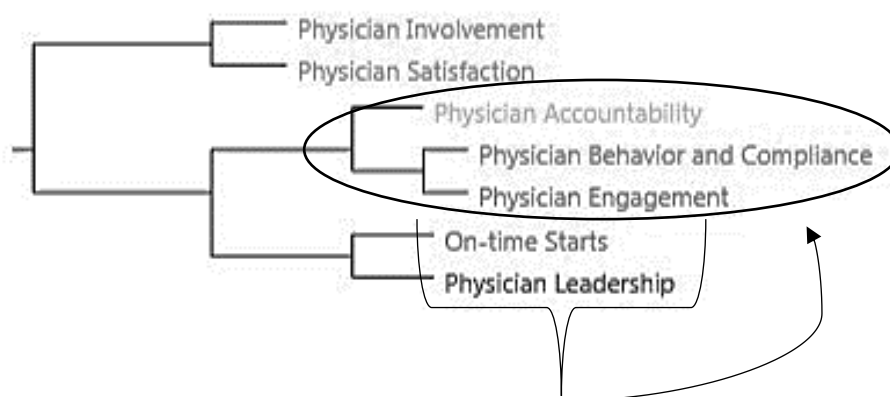 Physician Involvement
Physician Satisfaction
Physician Accountability
Physician Behavior and Compliance
Physician Engagement
On-time Starts
Physician Leadership